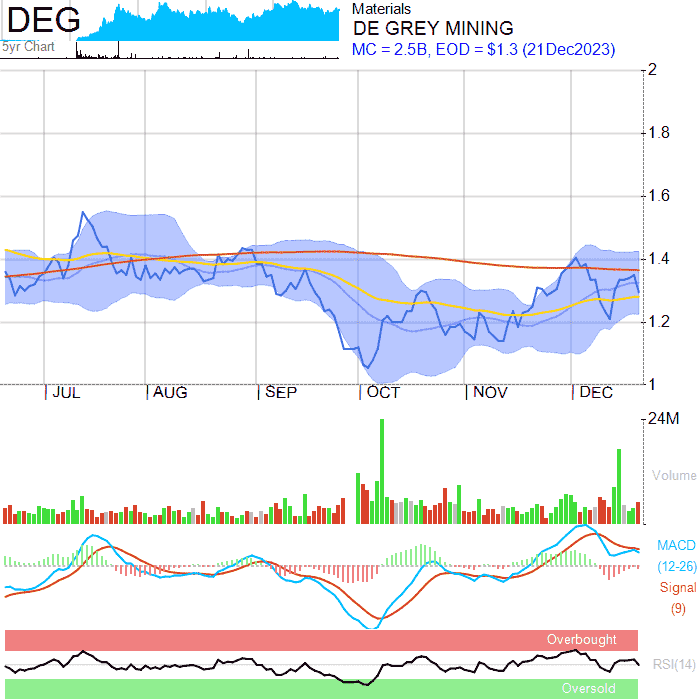 DEG
5yr Chart
Materials
DE GREY MINING
MC = 2.5B, EOD = $1.3 (21Dec2023)
2
1.8
1.6
1.4
1.2
1
JUL AUG SEP OCT NOV DEC
24M
Volume
MACD
(12-26)
Signal
(9)
Overbought
RSI(14)
Oversold